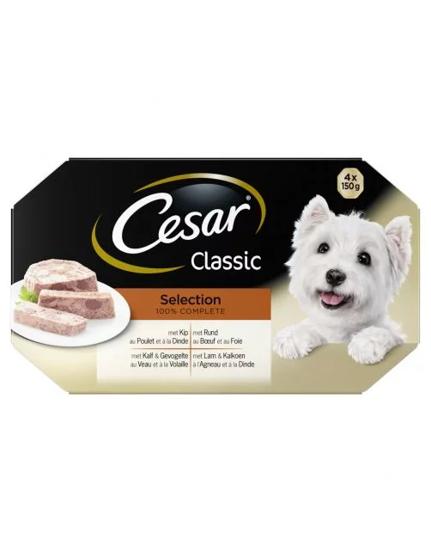 4x
150g
Cesar
Classic
Selection
100% COMPLETE
met Kip
au Poulet et à la Dinde
met Rund
au Bœuf et au Foie
met Kalf & Gevogelte
au Veau et à la Volaille
met Lam & Kalkoen
à l'Agneau et à la Dinde